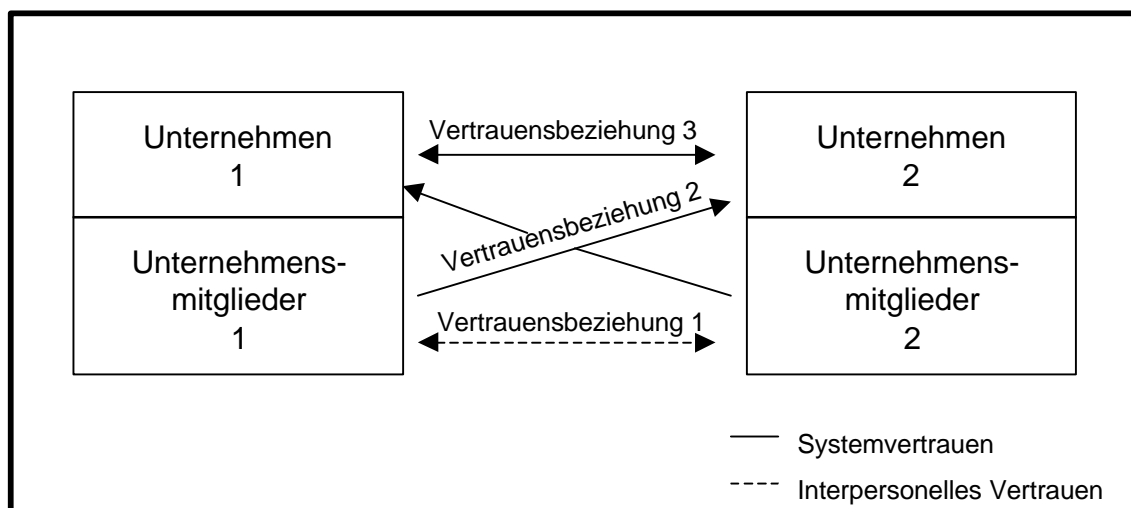 Unternehmen
1
Vertrauensbeziehung 3
Unternehmen
2
Vertrauensbeziehung 2
Unternehmens-
mitglieder
1
Vertrauensbeziehung 1
Unternehmens-
mitglieder
2
Systemvertrauen
Interpersonelles Vertrauen